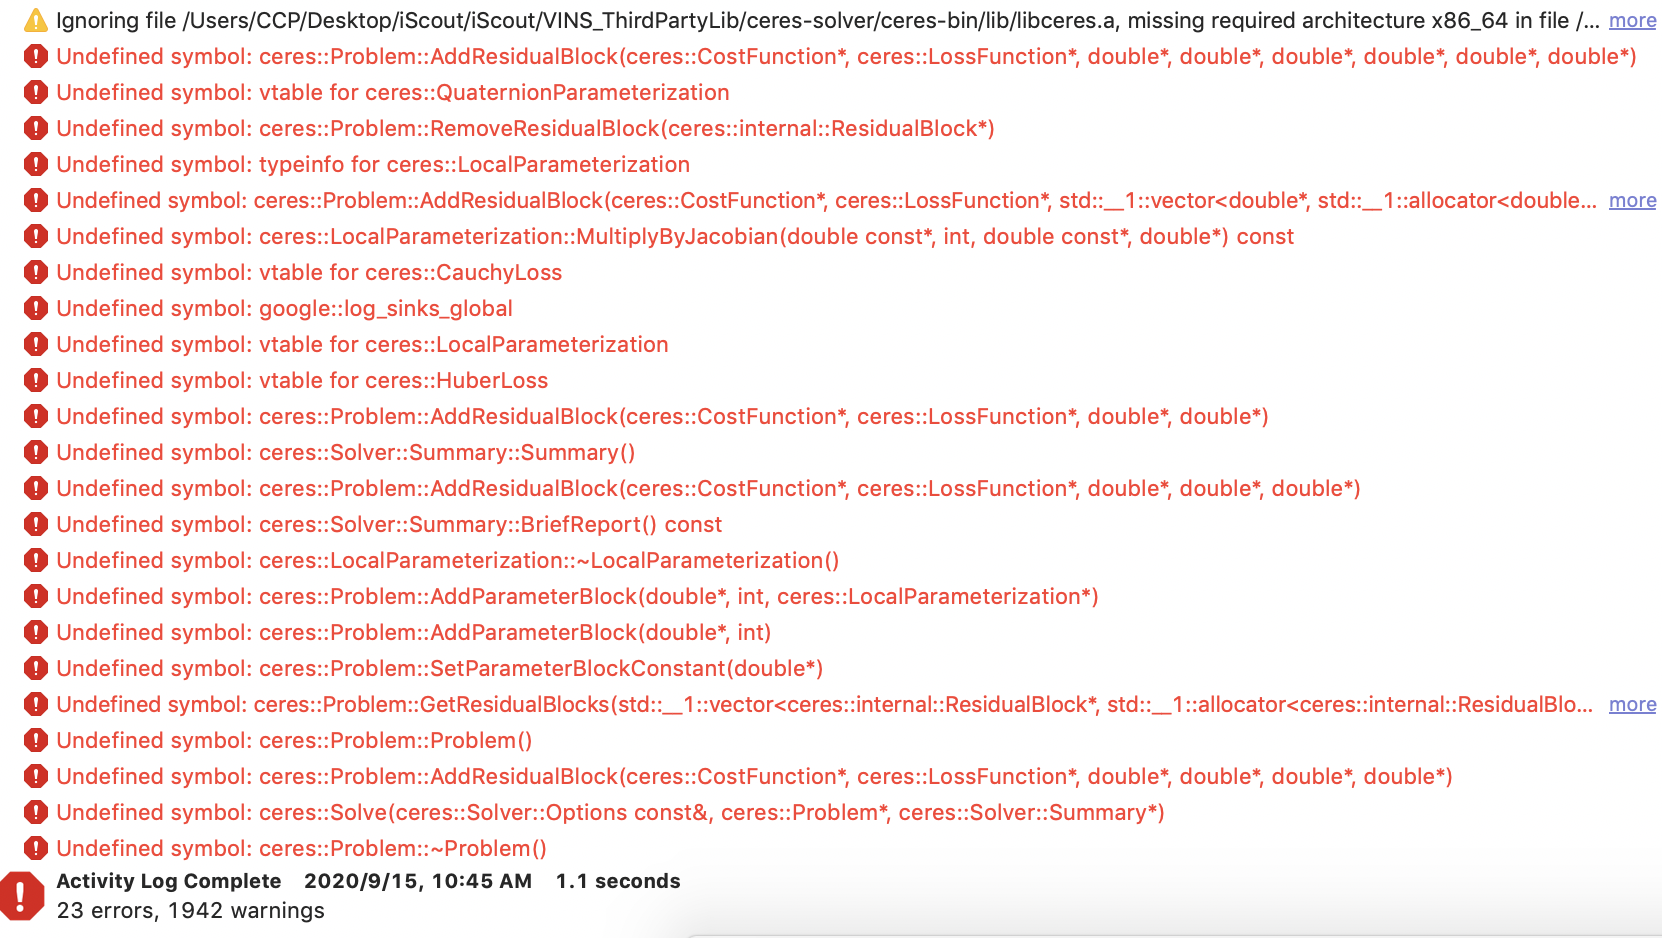 Ignoring file /Users/CCP/Desktop/iScout/iScout/VINS_ThirdPartyLib/ceres-solver/ceres-bin/lib/libceres.a, missing required architecture x86_64 in file /... more
Undefined symbol: ceres::Problem::AddResidualBlock(ceres::CostFunction*, ceres::LossFunction*, double*, double*, double*, double*, double*, double*)
Undefined symbol: vtable for ceres::QuaternionParameterization
Undefined symbol: ceres::Problem::RemoveResidualBlock(ceres::internal::ResidualBlock*)
Undefined symbol: typeinfo for ceres::LocalParameterization
Undefined symbol: ceres::Problem::AddResidualBlock(ceres::CostFunction*, ceres::LossFunction*, std::__1::vector<double*, std::__1::allocator<double... more
Undefined symbol: ceres::LocalParameterization::MultiplyByJacobian(double const*, int, double const*, double*) const
Undefined symbol: vtable for ceres::CauchyLoss
Undefined symbol: google::log_sinks_global
Undefined symbol: vtable for ceres::LocalParameterization
Undefined symbol: vtable for ceres::HuberLoss
Undefined symbol: ceres::Problem::AddResidualBlock(ceres::CostFunction*, ceres::LossFunction*, double*, double*)
Undefined symbol: ceres::Solver::Summary::Summary()
Undefined symbol: ceres::Problem::AddResidualBlock(ceres::CostFunction*, ceres::LossFunction*, double*, double*, double*)
Undefined symbol: ceres::Solver::Summary::BriefReport() const
Undefined symbol: ceres::LocalParameterization::~LocalParameterization()
Undefined symbol: ceres::Problem::AddParameterBlock(double*, int, ceres::LocalParameterization*)
Undefined symbol: ceres::Problem::AddParameterBlock(double*, int)
Undefined symbol: ceres::Problem::SetParameterBlockConstant(double*)
Undefined symbol: ceres::Problem::GetResidualBlocks(std::__1::vector<ceres::internal::ResidualBlock*, std::__1::allocator<ceres::internal::ResidualBlo... more
Undefined symbol: ceres::Problem::Problem()
Undefined symbol: ceres::Problem::AddResidualBlock(ceres::CostFunction*, ceres::LossFunction*, double*, double*, double*, double*)
Undefined symbol: ceres::Solve(ceres::Solver::Options const&, ceres::Problem*, ceres::Solver::Summary*)
Undefined symbol: ceres::Problem::~Problem()
Activity Log Complete 2020/9/15, 10:45 AM 1.1 seconds
23 errors, 1942 warnings